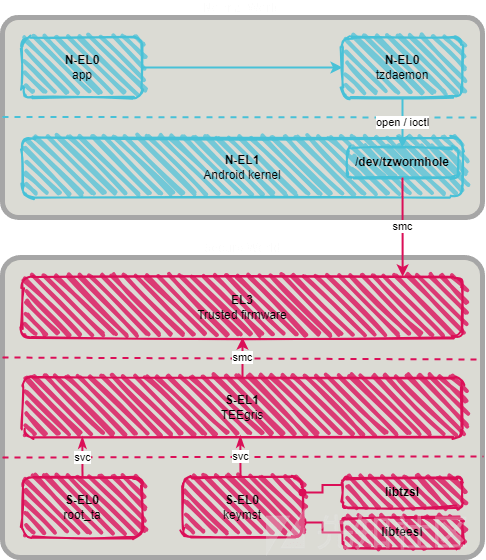 N-EL0
app
N-EL0
tzdaemon
open / ioctl
N-EL1
Android kernel
/dev/tzwormhole
smc
EL3
Trusted firmware
smc
S-EL1
TEEgris
svc
svc
S-EL0
root_ta
S-EL0
keymst
libtzsl
libteesl